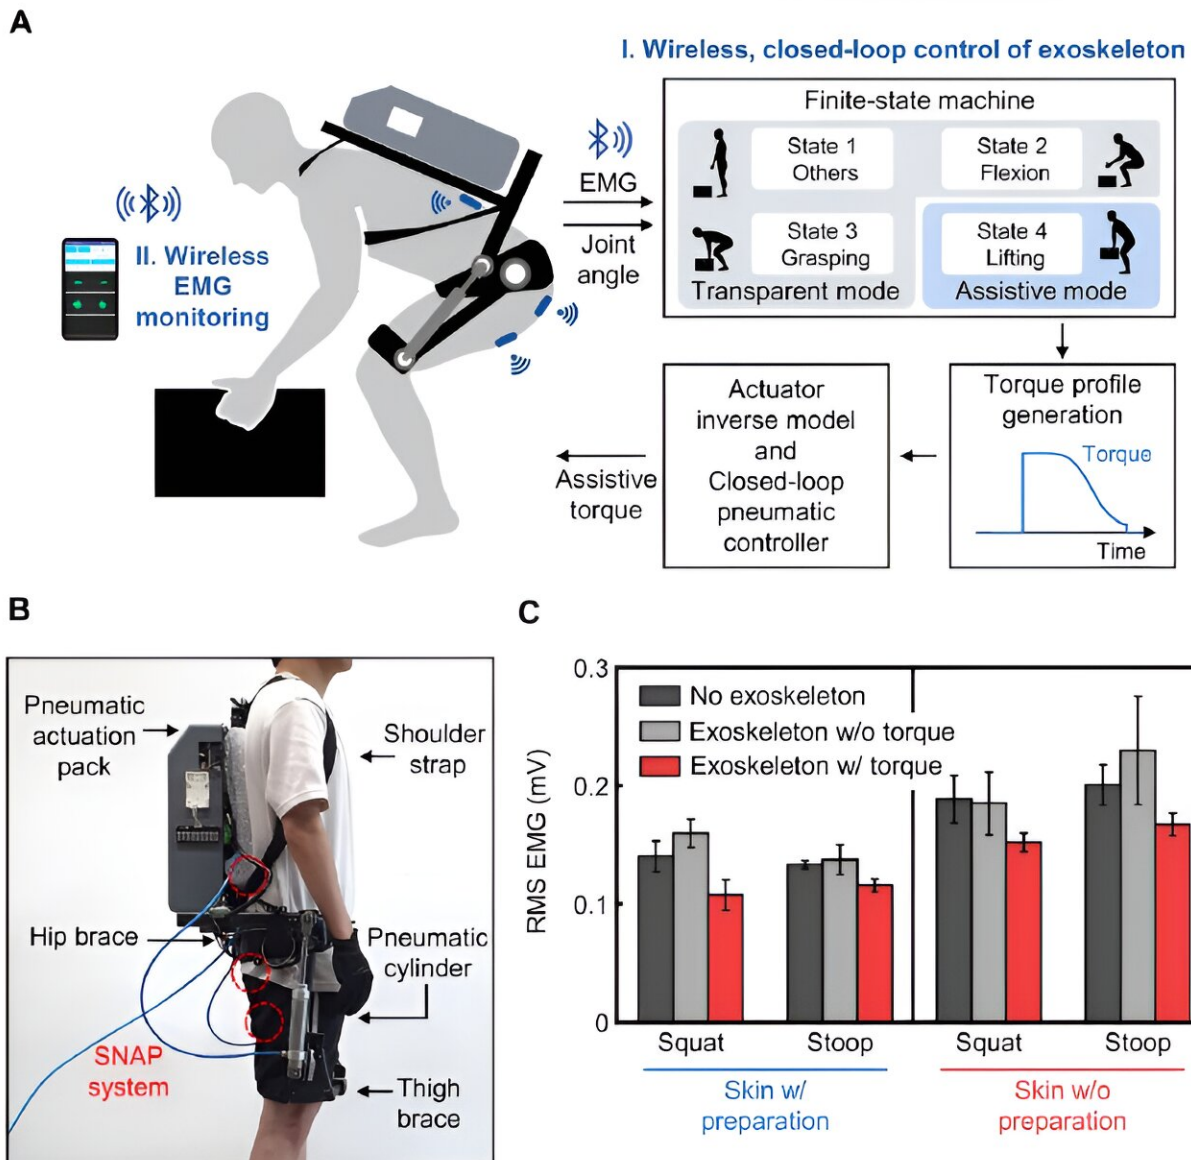 A
I. Wireless, closed-loop control of exoskeleton
Finite-state machine
State 1
Others
State 2
Flexion
State 3
Grasping
State 4
Lifting
Transparent mode
Assistive mode
EMG
Joint
angle
II. Wireless
EMG
monitoring
Torque profile
generation
Torque
Time
Actuator
inverse model
and
Closed-loop
pneumatic
controller
Assistive
torque
B
Pneumatic
actuation
pack
Shoulder
strap
Hip brace
Pneumatic
cylinder
SNAP
system
Thigh
brace
C
RMS EMG (mV)
0.3
0.2
0.1
0
No exoskeleton
Exoskeleton w/o torque
Exoskeleton w/ torque
Squat
Stoop
Squat
Stoop
Skin w/
preparation
Skin w/o
preparation